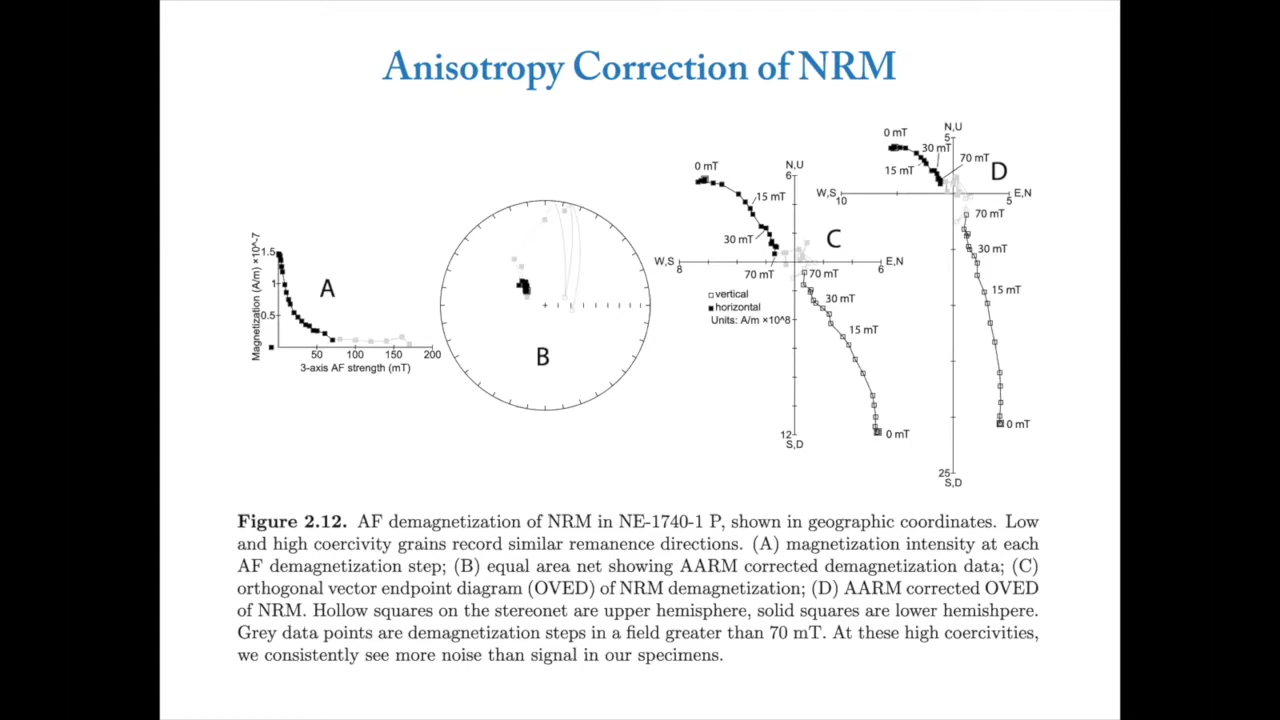 Anisotropy Correction of NRM
Magnetization (A/m) ×10^-7
1.5
1
0.5
A
50
100
150
200
3-axis AF strength (mT)
B
0 mT
N,U
6
15 mT
30 mT
C
W,S
8
E,N
6
70 mT
70 mT
vertical
horizontal
Units: A/m ×10^8
30 mT
15 mT
12
S,D
0 mT
N,U
5
0 mT
30 mT
70 mT
15 mT
D
W,S
10
E,N
5
70 mT
30 mT
15 mT
0 mT
25
S,D
Figure 2.12. AF demagnetization of NRM in NE-1740-1 P, shown in geographic coordinates. Low
and high coercivity grains record similar remanence directions. (A) magnetization intensity at each
AF demagnetization step; (B) equal area net showing AARM corrected demagnetization data; (C)
orthogonal vector endpoint diagram (OVED) of NRM demagnetization; (D) AARM corrected OVED
of NRM. Hollow squares on the stereonet are upper hemisphere, solid squares are lower hemishpere.
Grey data points are demagnetization steps in a field greater than 70 mT. At these high coercivities,
we consistently see more noise than signal in our specimens.